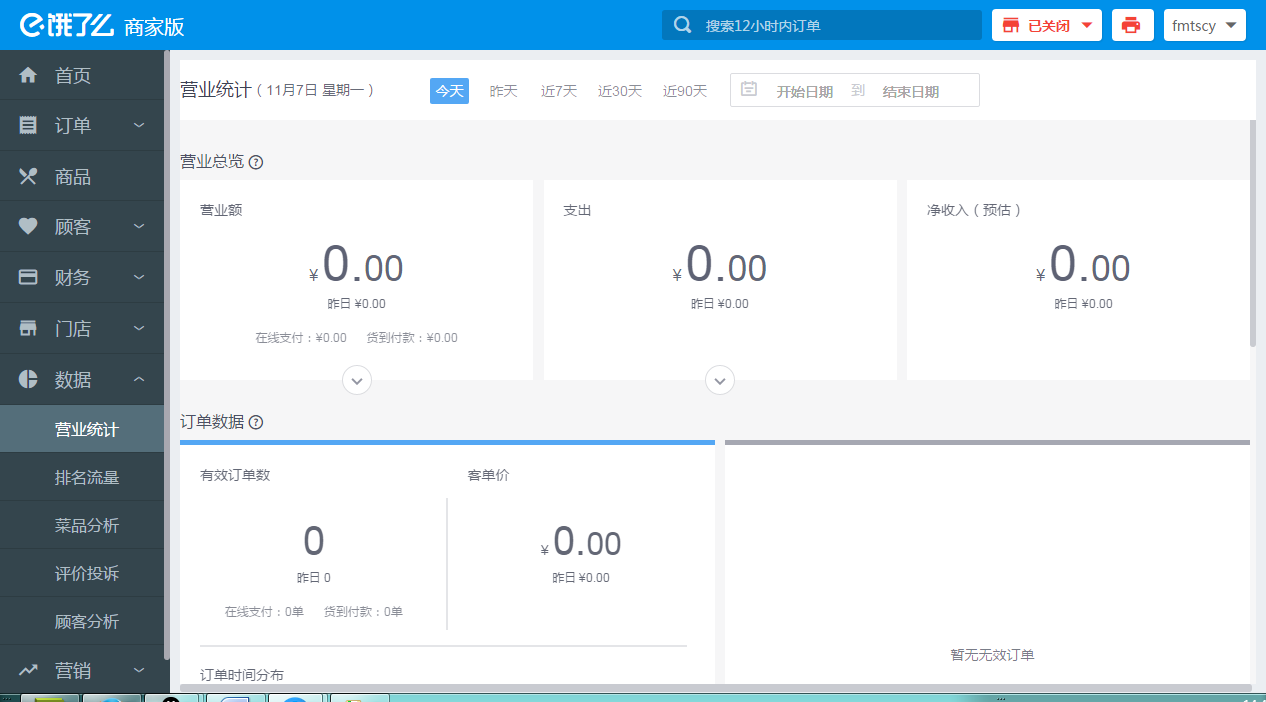 饿了么 商家版
搜索12小时内订单
已关闭
fmtscy
首页
订单
商品
顾客
财务
门店
数据
营业统计
排名流量
菜品分析
评价投诉
顾客分析
营销
营业统计 ( 11月7日 星期一 )
今天 昨天 近7天 近30天 近90天 开始日期 到 结束日期
营业总览 ?
营业额
¥0.00
昨日 ¥0.00
在线支付：¥0.00 货到付款：¥0.00
支出
¥0.00
昨日 ¥0.00
净收入 ( 预估 )
¥0.00
昨日 ¥0.00
订单数据 ?
有效订单数
0
昨日 0
在线支付：0单 货到付款：0单
客单价
¥0.00
昨日 ¥0.00
订单时间分布
暂无无效订单